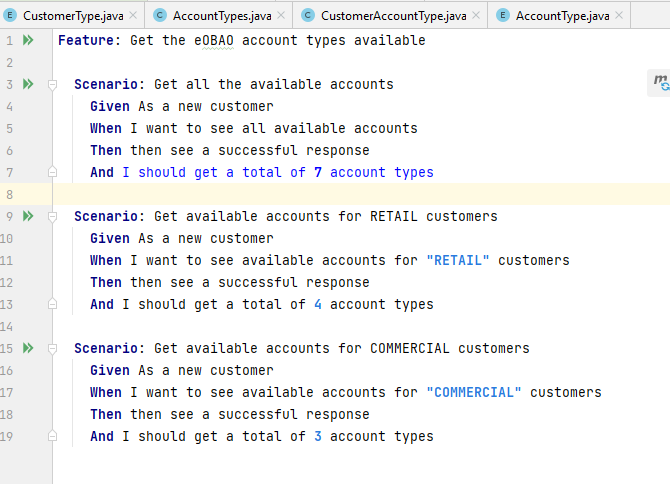 CustomerType.java
AccountTypes.java
CustomerAccountType.java
AccountType.java
1 Feature: Get the eOBAO account types available
2
3 Scenario: Get all the available accounts
4 Given As a new customer
5 When I want to see all available accounts
6 Then then see a successful response
7 And I should get a total of 7 account types
8
9 Scenario: Get available accounts for RETAIL customers
10 Given As a new customer
11 When I want to see available accounts for "RETAIL" customers
12 Then then see a successful response
13 And I should get a total of 4 account types
14
15 Scenario: Get available accounts for COMMERCIAL customers
16 Given As a new customer
17 When I want to see available accounts for "COMMERCIAL" customers
18 Then then see a successful response
19 And I should get a total of 3 account types